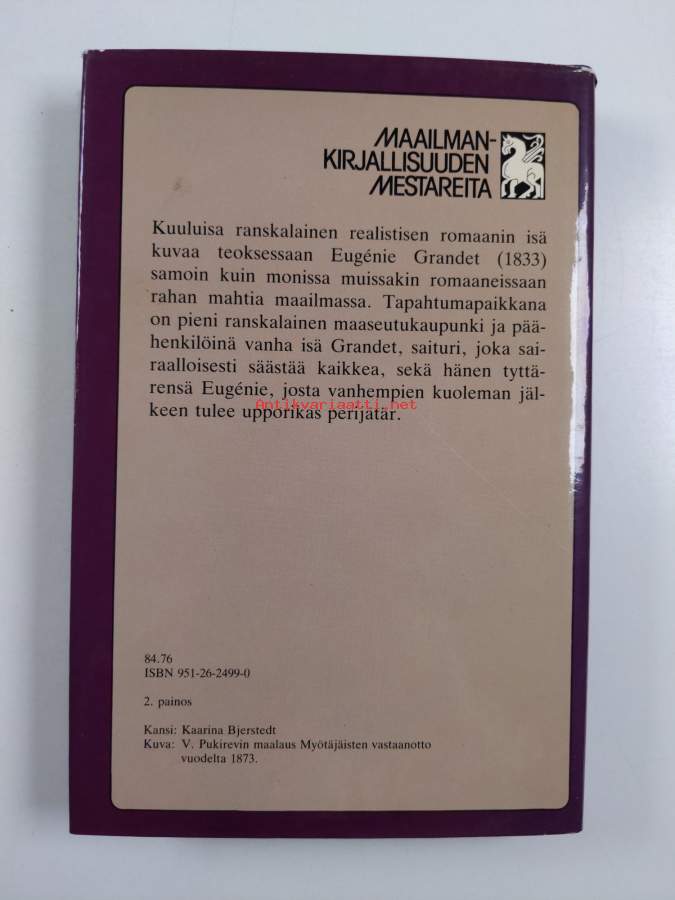 MAAILMAN-
KIRJALLISUUDEN
MESTAREITA
Kuuluisa ranskalainen realistisen romaanin isä
kuvaa teoksessaan Eugénie Grandet (1833)
samoin kuin monissa muissakin romaaneissaan
rahan mahtia maailmassa. Tapahtumapaikkana
on pieni ranskalainen maaseutukaupunki ja pää-
henkilöinä vanha isä Grandet, saituri, joka sai-
raalloisesti säästää kaikkea, sekä hänen tyttä-
rensä Eugénie, josta vanhempien kuoleman jäl-
Antikvariaatti.net
keen tulee upporikas perijätär.
84.76
ISBN 951-26-2499-0
2. painos
Kansi: Kaarina Bjerstedt
Kuva: V. Pukirevin maalaus Myötäjäisten vastaanotto
vuodelta 1873.